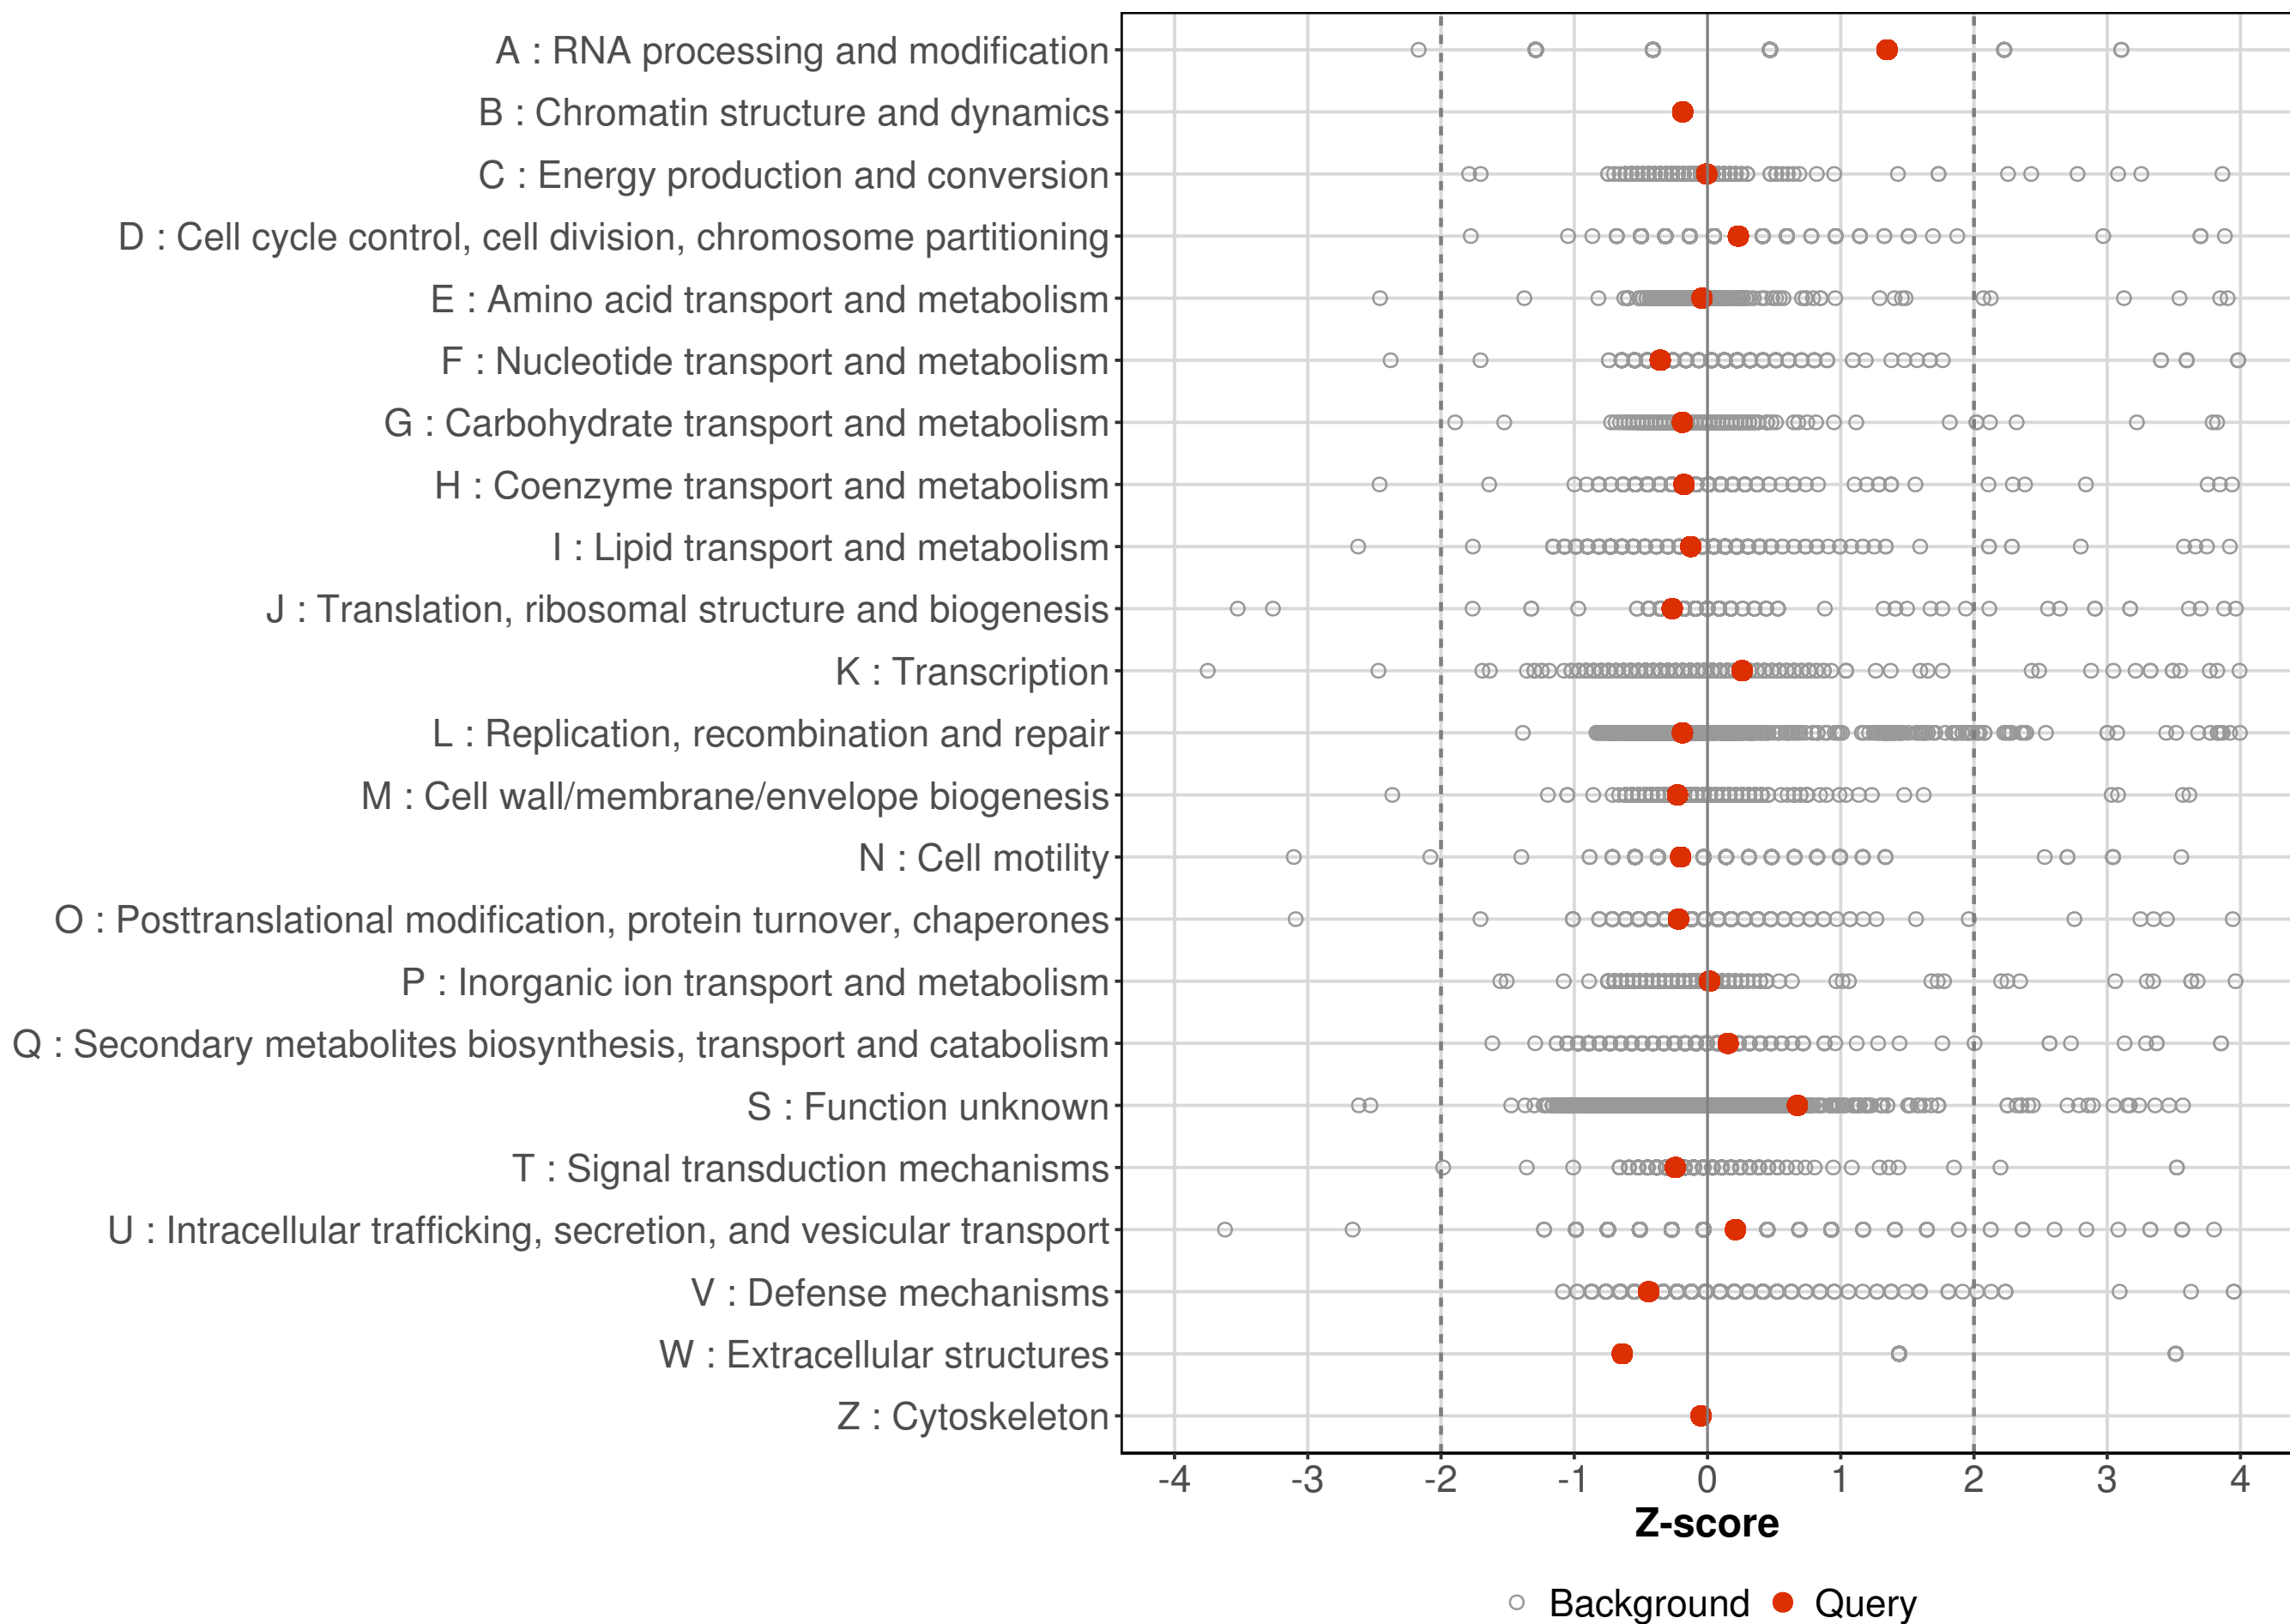 A : RNA processing and modification
B : Chromatin structure and dynamics
C : Energy production and conversion
D : Cell cycle control, cell division, chromosome partitioning
E : Amino acid transport and metabolism
F : Nucleotide transport and metabolism
G : Carbohydrate transport and metabolism
H : Coenzyme transport and metabolism
I : Lipid transport and metabolism
J : Translation, ribosomal structure and biogenesis
K : Transcription
L : Replication, recombination and repair
M : Cell wall/membrane/envelope biogenesis
N : Cell motility
O : Posttranslational modification, protein turnover, chaperones
P : Inorganic ion transport and metabolism
Q : Secondary metabolites biosynthesis, transport and catabolism
S : Function unknown
T : Signal transduction mechanisms
U : Intracellular trafficking, secretion, and vesicular transport
V : Defense mechanisms
W : Extracellular structures
Z : Cytoskeleton
-4 -3 -2 -1 0 1 2 3 4
Z-score
Background Query